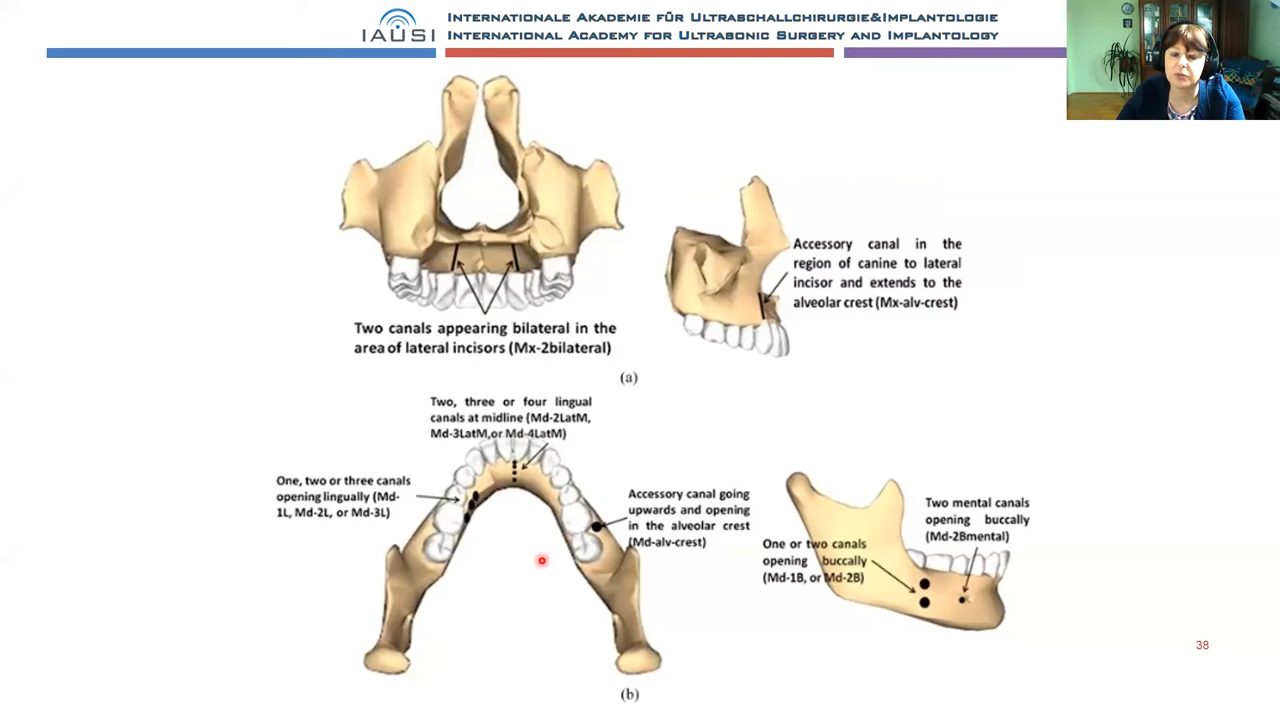 INTERNATIONALE AKADEMIE FÜR ULTRASCHALLCHIRURGIE&IMPLANTOLOGIE
IAUSI
INTERNATIONAL ACADEMY FOR ULTRASONIC SURGERY AND IMPLANTOLOGY
Two canals appearing bilateral in the
area of lateral incisors (Mx-2bilateral)
Accessory canal in the
region of canine to lateral
incisor and extends to the
alveolar crest (Mx-alv-crest)
(a)
Two, three or four lingual
canals at midline (Md-2LatM,
Md-3LatM,or Md-4LatM)
One, two or three canals
opening lingually (Md-
1L, Md-2L, or Md-3L)
Accessory canal going
upwards and opening
in the alveolar crest
(Md-alv-crest)
One or two canals
opening buccally
(Md-1B, or Md-2B)
Two mental canals
opening buccally
(Md-2Bmental)
38
(b)